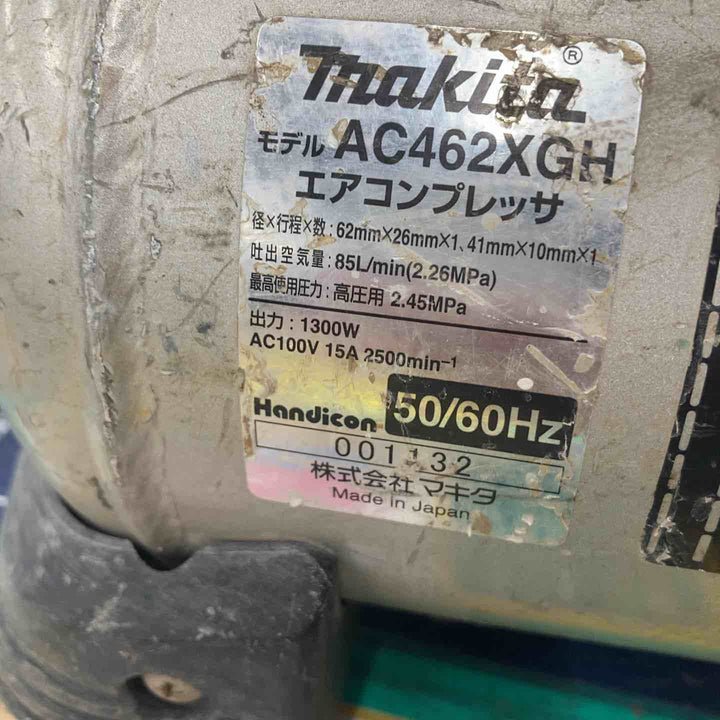 makita®
モデル AC462XGH
エアコンプレッサ
径×行程×数:62mm×26mm×1、41mm×10mm×1
吐出空気量:85L/min(2.26MPa)
最高使用圧力:高圧用 2.45MPa
出力:1300W
AC100V 15A 2500min⁻¹
Handicon 50/60Hz
001132
株式会社マキタ
Made in Japan